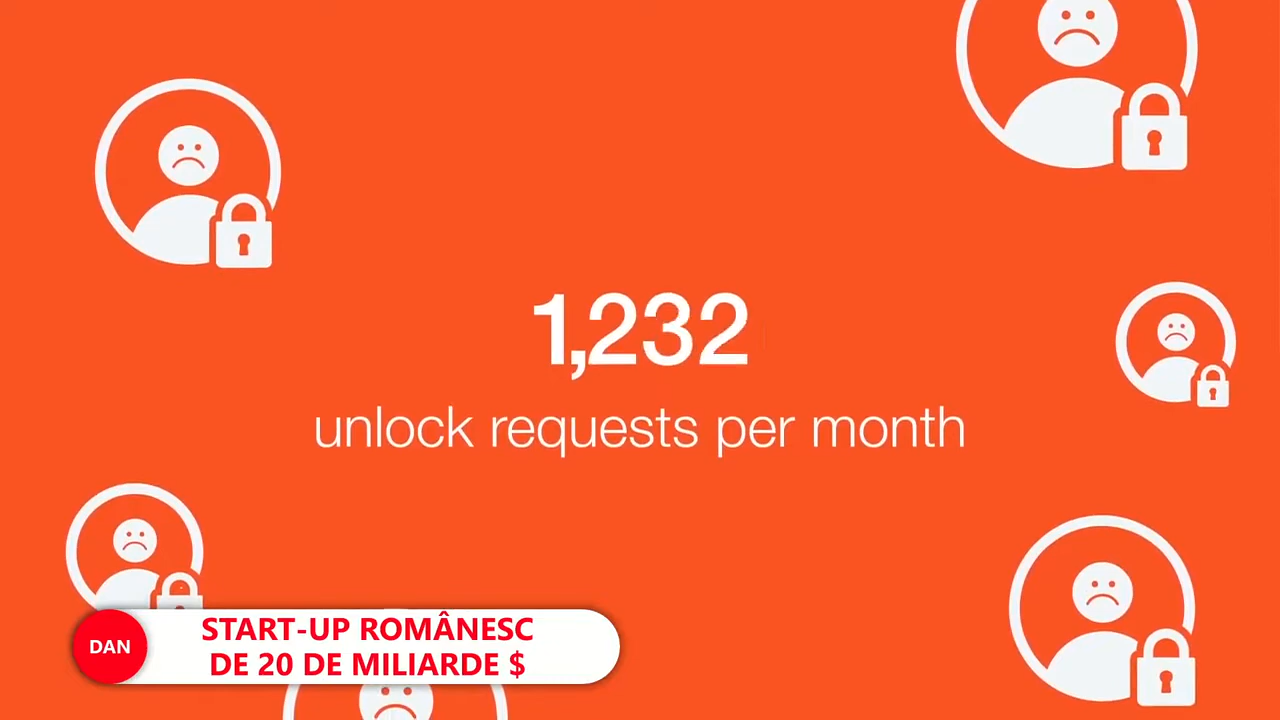 1,232
unlock requests per month
DAN
START-UP ROMÂNESC
DE 20 DE MILIARDE $